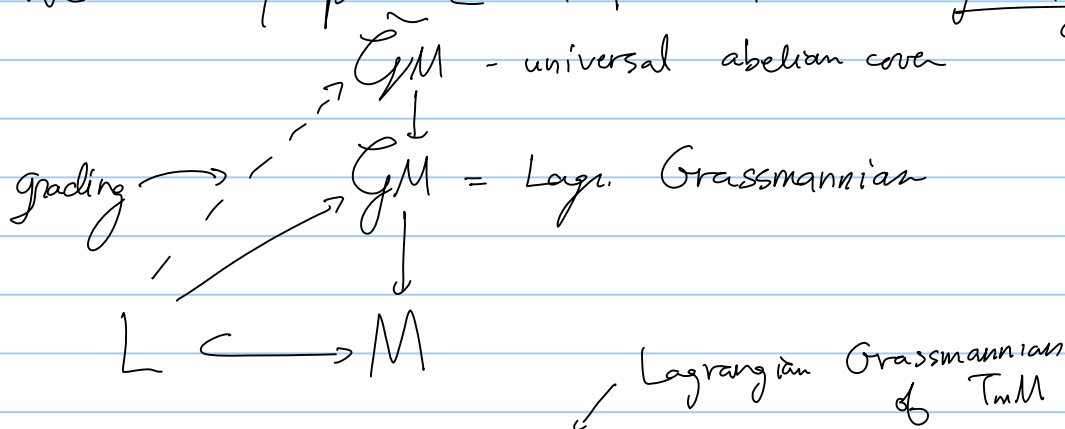 G̃M - universal abelian cover
grading
GM = Lagr. Grassmannian
L M
Lagrangian Grassmannian
of TmM